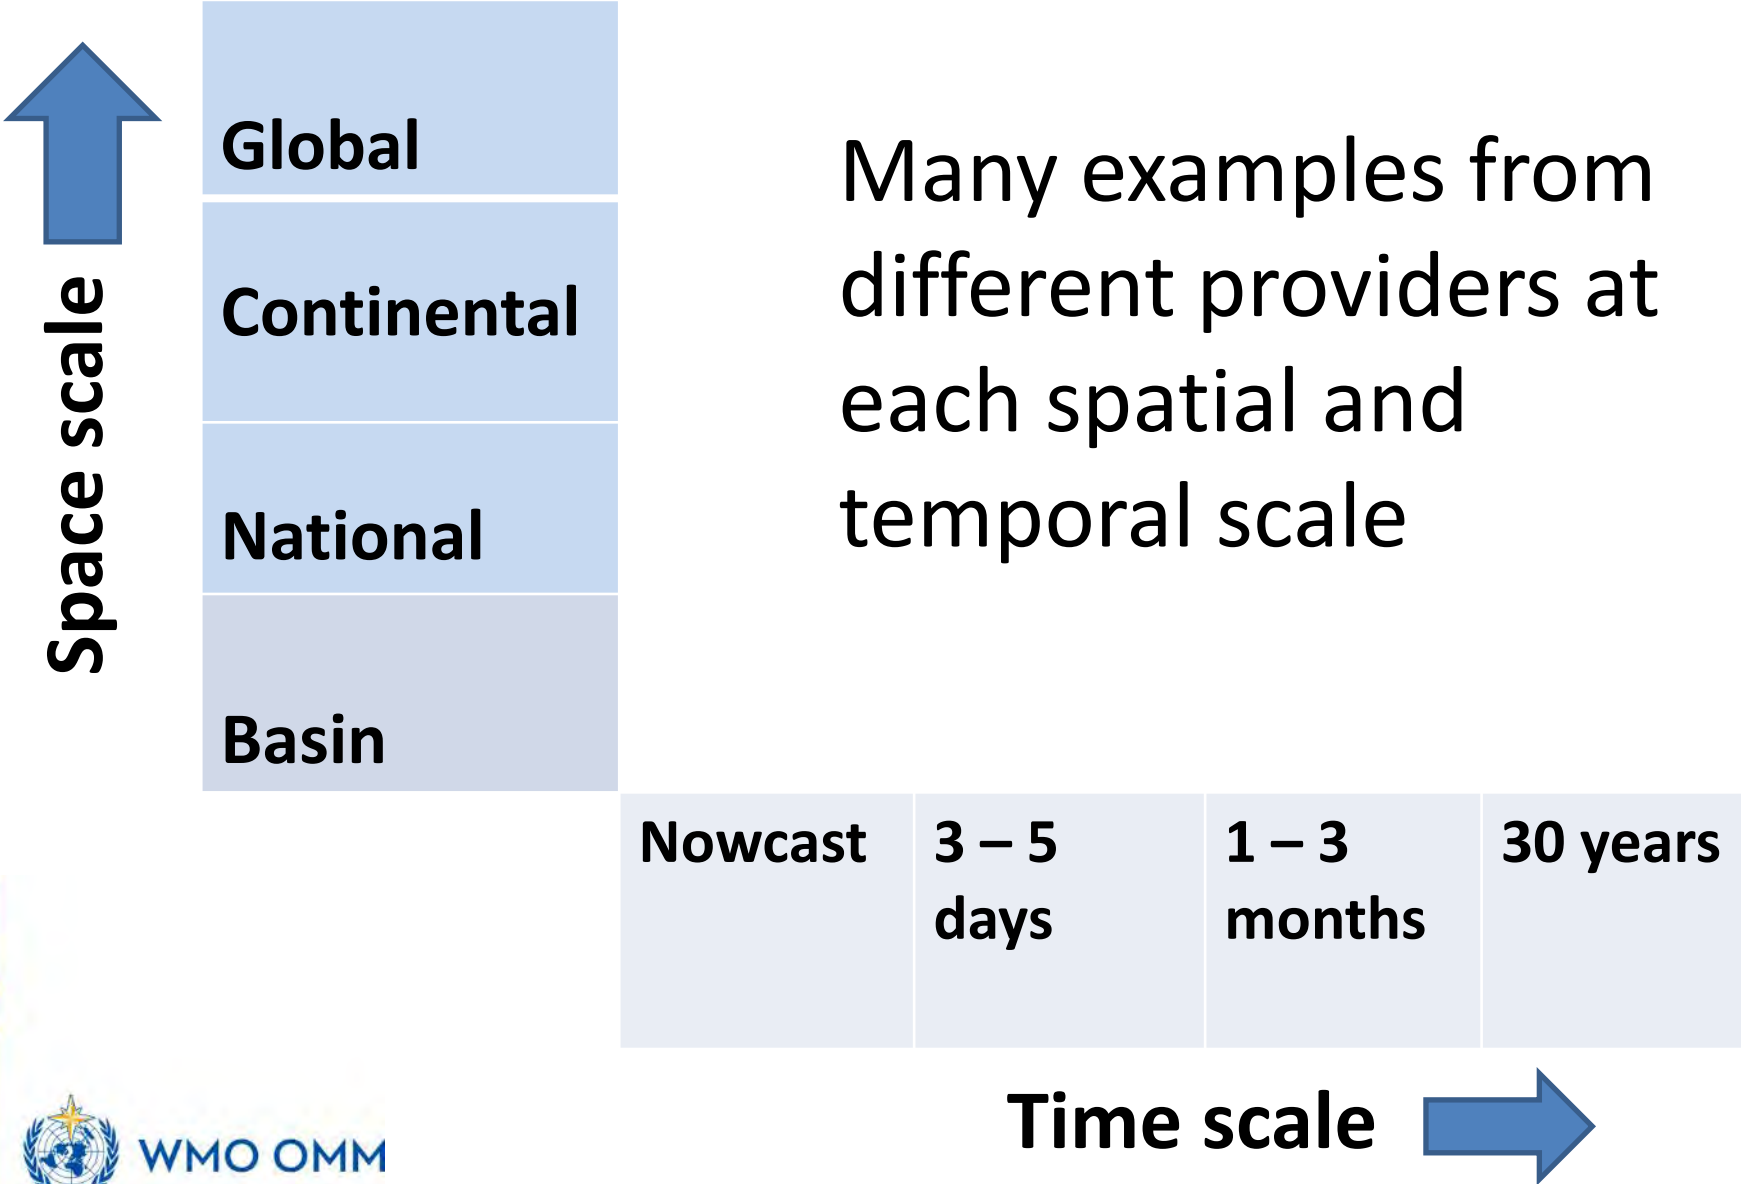 Space scale
Global
Continental
National
Basin
Many examples from
different providers at
each spatial and
temporal scale
Nowcast
3 – 5
days
1 – 3
months
30 years
Time scale
WMO OMM